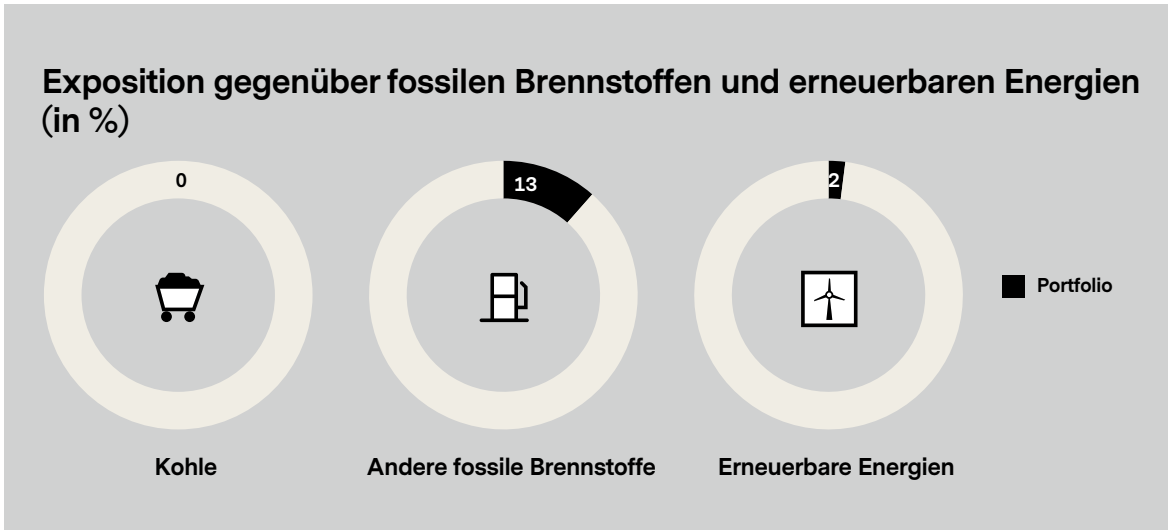 Exposition gegenüber fossilen Brennstoffen und erneuerbaren Energien
(in %)
0
13
2
Portfolio
Kohle
Andere fossile Brennstoffe
Erneuerbare Energien